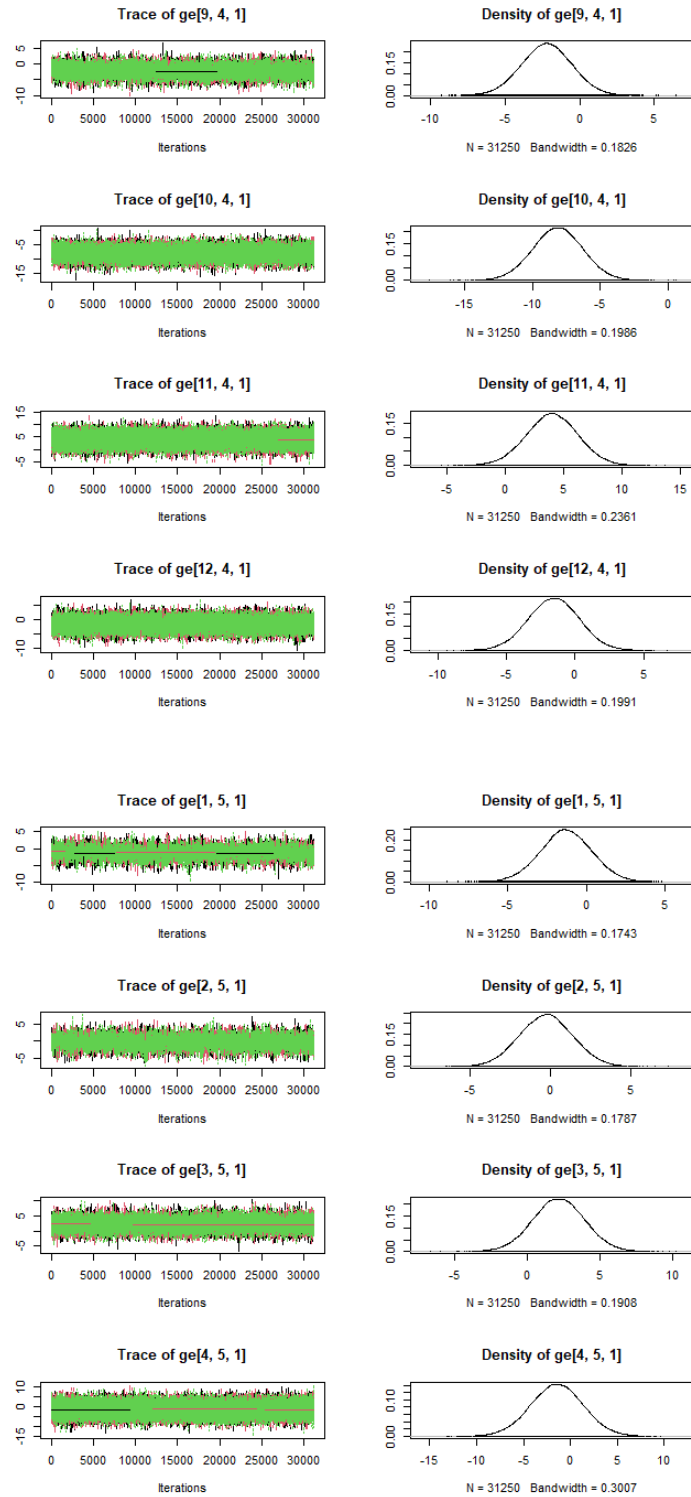 Trace of ge[9, 4, 1]
Density of ge[9, 4, 1]
-10 0 5
0 5000 10000 15000 20000 25000 30000
Iterations
0.00 0.15
-10 -5 0 5
N = 31250 Bandwidth = 0.1826
Trace of ge[10, 4, 1]
Density of ge[10, 4, 1]
-15 -5
0 5000 10000 15000 20000 25000 30000
Iterations
0.00 0.15
-15 -10 -5 0
N = 31250 Bandwidth = 0.1986
Trace of ge[11, 4, 1]
Density of ge[11, 4, 1]
-5 5 15
0 5000 10000 15000 20000 25000 30000
Iterations
0.00 0.15
-5 0 5 10 15
N = 31250 Bandwidth = 0.2361
Trace of ge[12, 4, 1]
Density of ge[12, 4, 1]
-10 0
0 5000 10000 15000 20000 25000 30000
Iterations
0.00 0.15
-10 -5 0 5
N = 31250 Bandwidth = 0.1991
Trace of ge[1, 5, 1]
Density of ge[1, 5, 1]
-10 0 5
0 5000 10000 15000 20000 25000 30000
Iterations
0.00 0.20
-10 -5 0 5
N = 31250 Bandwidth = 0.1743
Trace of ge[2, 5, 1]
Density of ge[2, 5, 1]
-5 5
0 5000 10000 15000 20000 25000 30000
Iterations
0.00 0.15
-5 0 5
N = 31250 Bandwidth = 0.1787
Trace of ge[3, 5, 1]
Density of ge[3, 5, 1]
-5 5
0 5000 10000 15000 20000 25000 30000
Iterations
0.00 0.15
-5 0 5 10
N = 31250 Bandwidth = 0.1908
Trace of ge[4, 5, 1]
Density of ge[4, 5, 1]
-15 0 10
0 5000 10000 15000 20000 25000 30000
Iterations
0.00 0.10
-15 -10 -5 0 5 10
N = 31250 Bandwidth = 0.3007